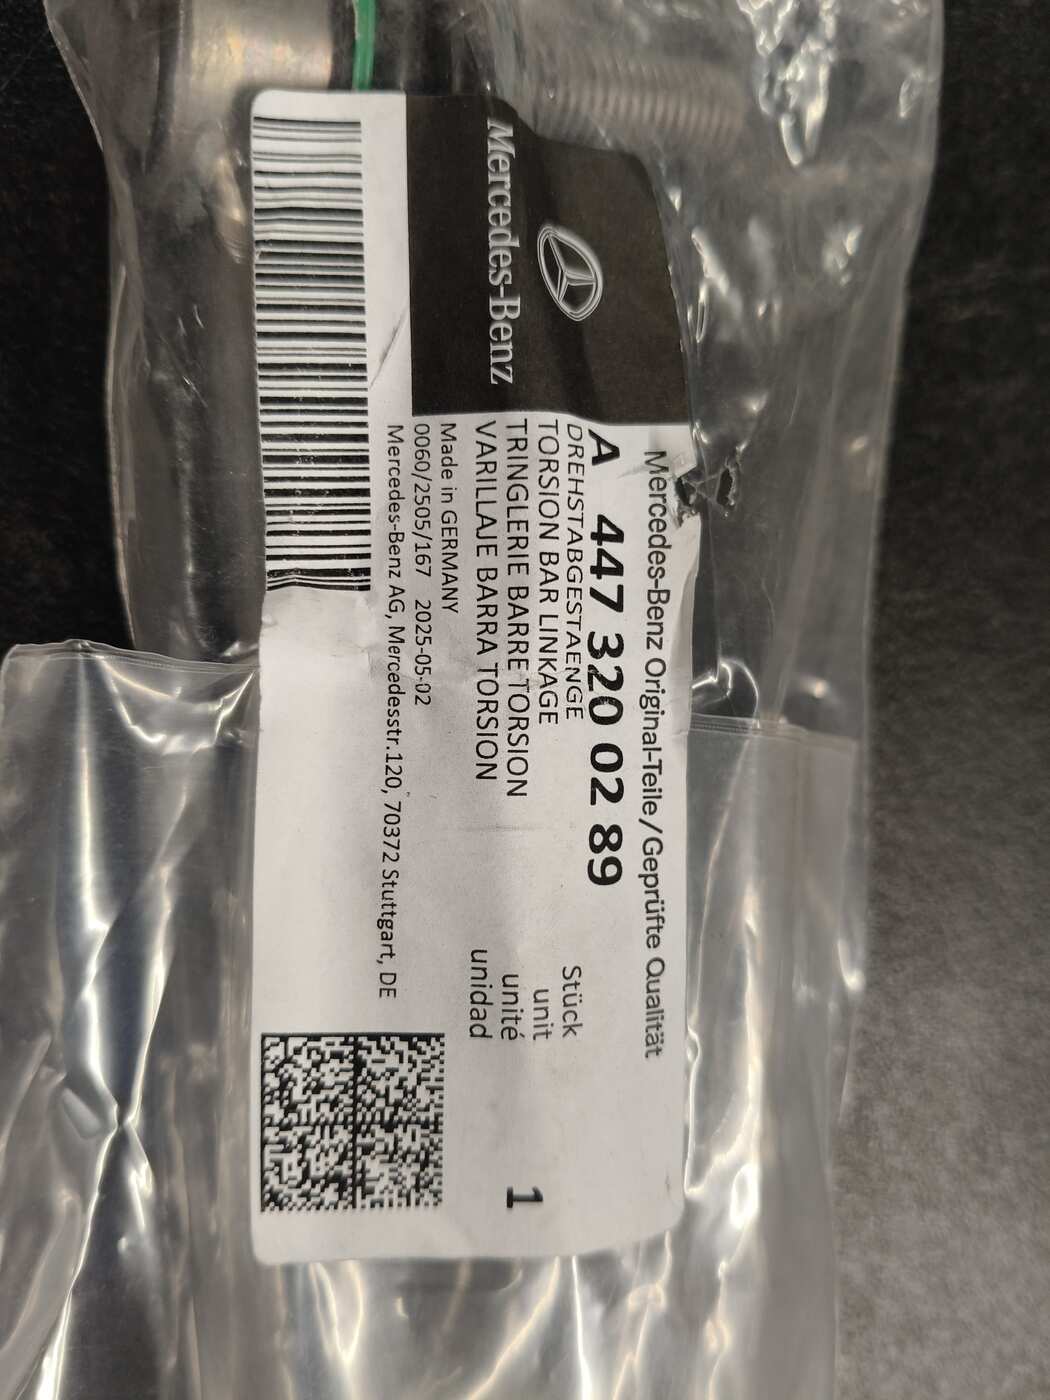 Mercedes-Benz
Mercedes-Benz Original-Teile/Geprüfte Qualität
A 447 320 02 89
DREHSTABGESTAENGE
TORSION BAR LINKAGE
TRINGLERIE BARRE TORSION
VARILLAJE BARRA TORSION
Stück
unit
unité
unidad
1
Made in GERMANY
0060/2505/167 2025-05-02
Mercedes-Benz AG, Mercedesstr.120, 70372 Stuttgart, DE